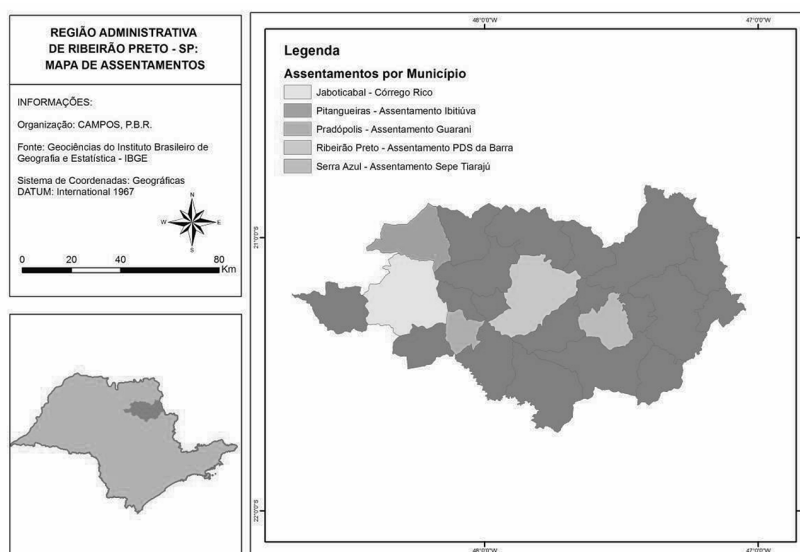 REGIÃO ADMINISTRATIVA
DE RIBEIRÃO PRETO - SP:
MAPA DE ASSENTAMENTOS
INFORMAÇÕES:
Organização: CAMPOS, P.B.R.
Fonte: Geociências do Instituto Brasileiro de
Geografia e Estatística - IBGE
Sistema de Coordenadas: Geográficas
DATUM: International 1967
N
W E
S
0 20 40 80
Km
48°0'0"W 47°0'0"W
Legenda
Assentamentos por Município
Jaboticabal - Córrego Rico
Pitangueiras - Assentamento Ibitiúva
Pradópolis - Assentamento Guarani
Ribeirão Preto - Assentamento PDS da Barra
Serra Azul - Assentamento Sepe Tiarajú
21°0'0"S
22°0'0"S
48°0'0"W 47°0'0"W